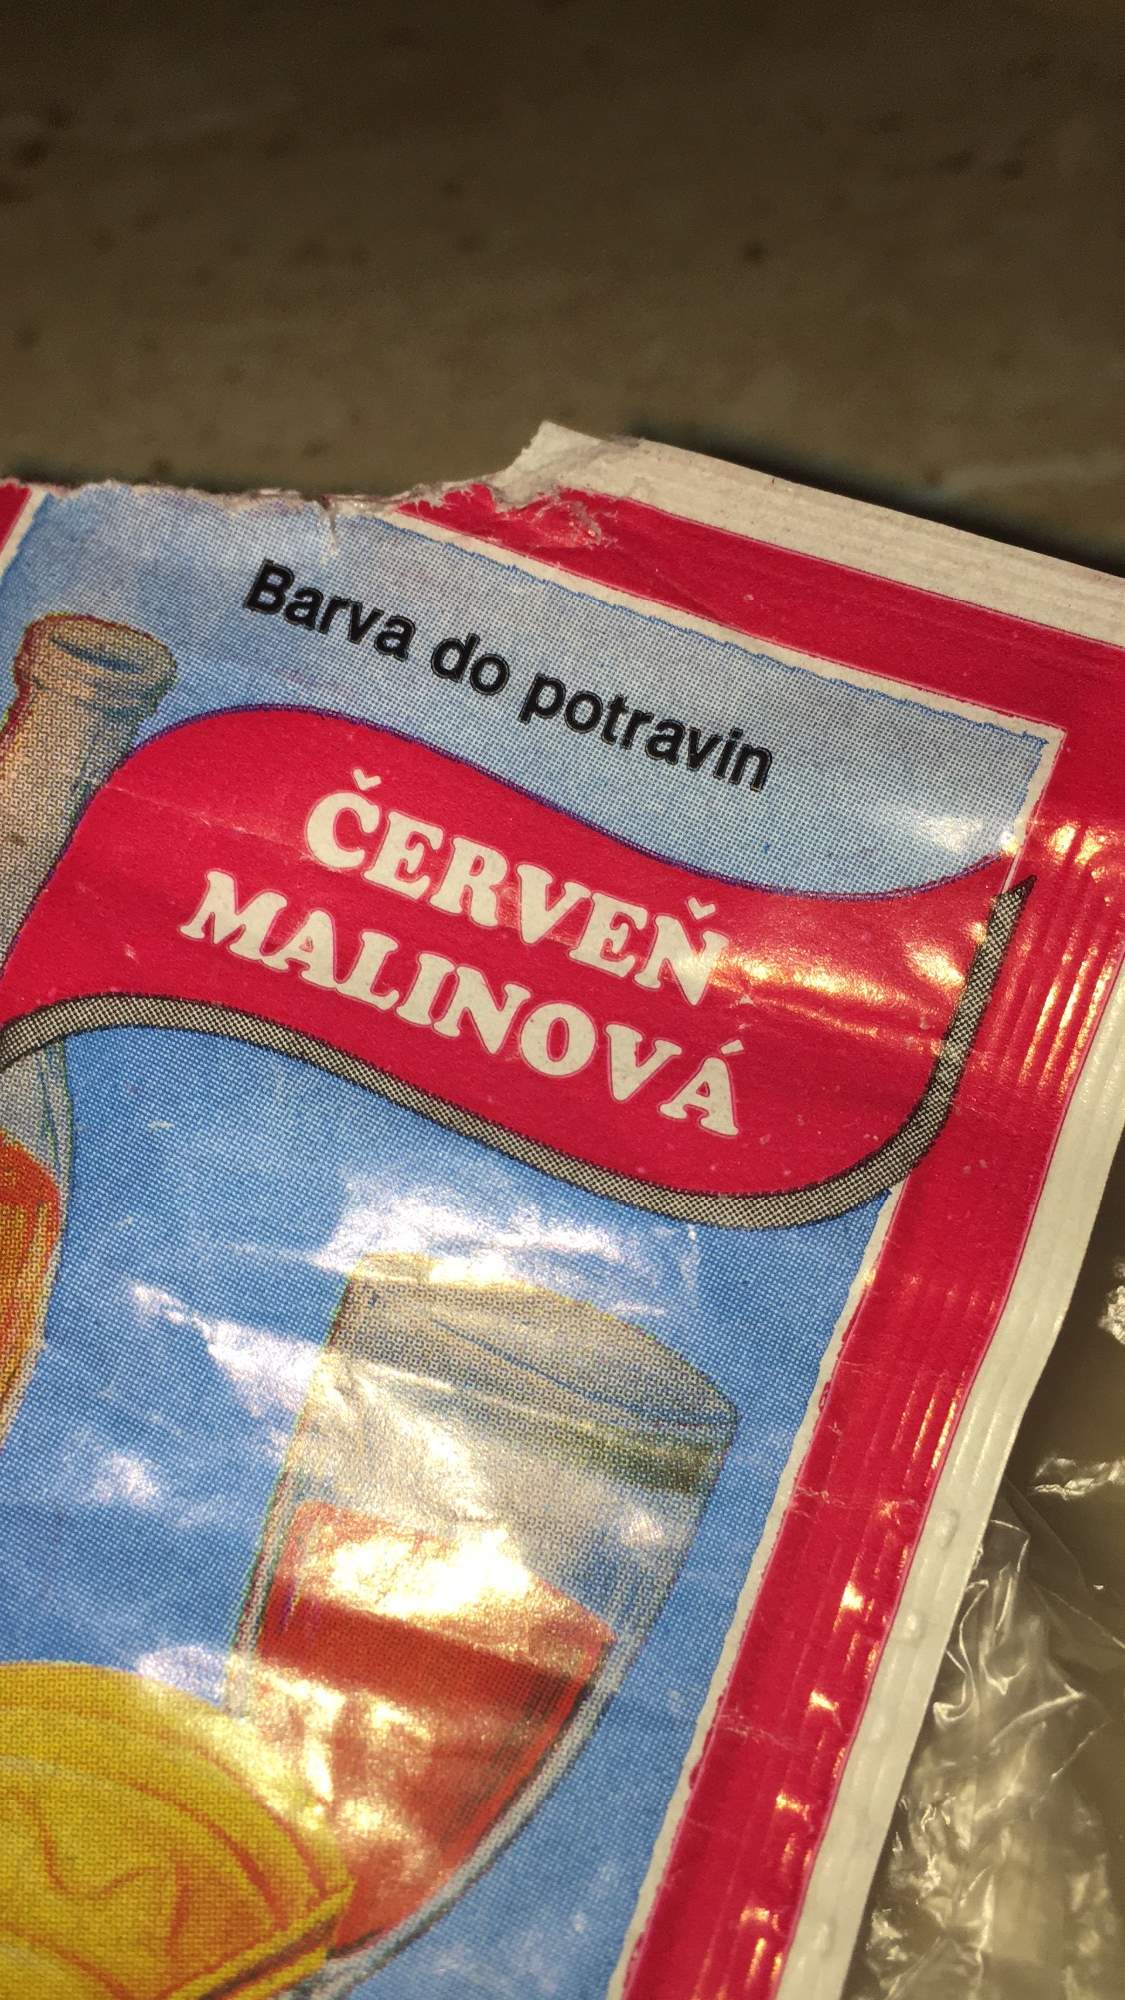 Barva do potravin
ČERVEŇ
MALINOVÁ